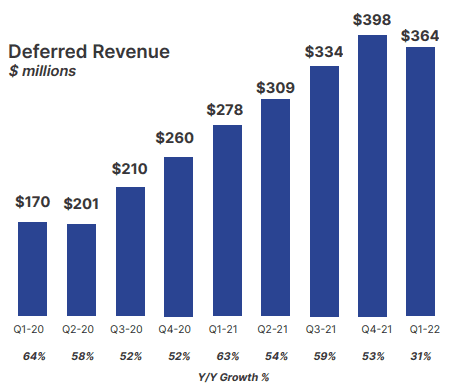 Deferred Revenue
$ millions
$170 $201 $210 $260 $278 $309 $334 $398 $364
Q1-20 Q2-20 Q3-20 Q4-20 Q1-21 Q2-21 Q3-21 Q4-21 Q1-22
64% 58% 52% 52% 63% 54% 59% 53% 31%
Y/Y Growth %